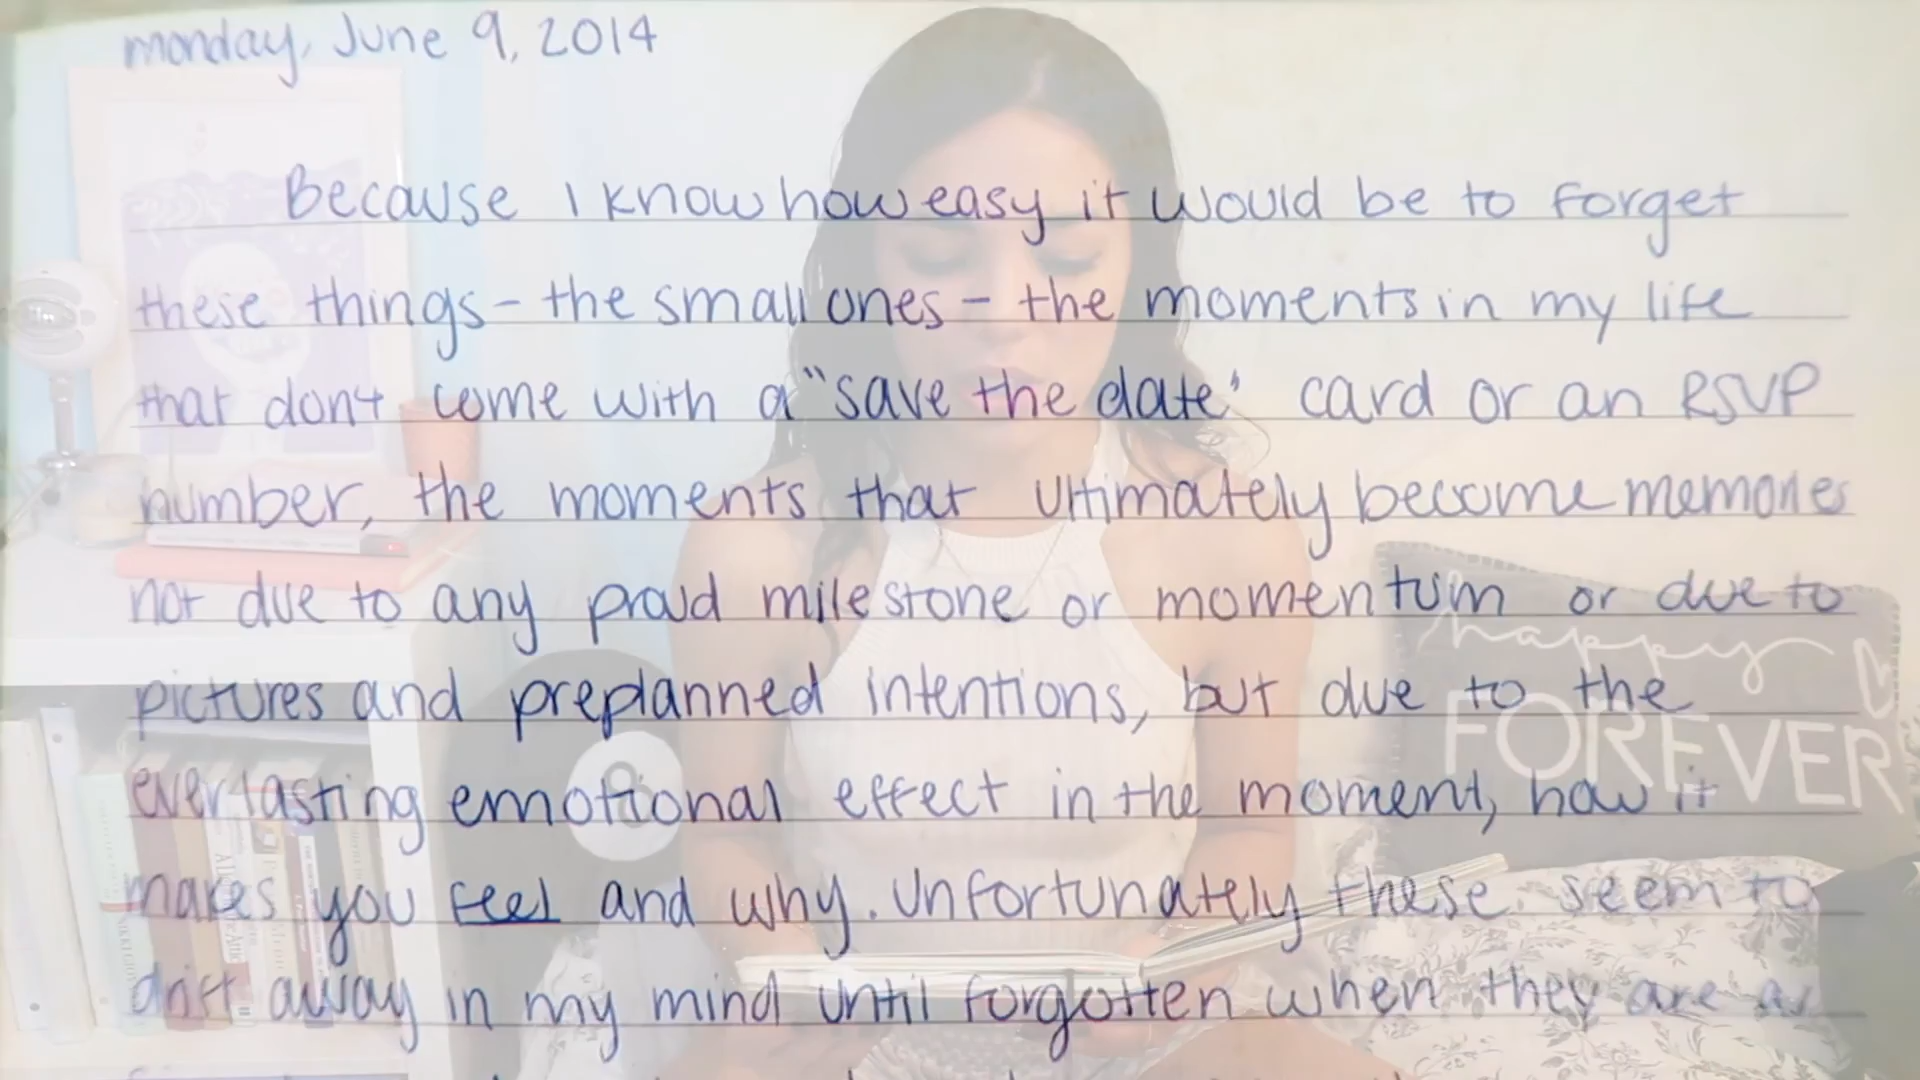 monday, June 9, 2014
Because I know how easy it would be to forget
these things - the small ones - the moments in my life
that don't come with a "save the date" card or an RSVP
number, the moments that ultimately become memories
not due to any proud milestone or momentum or due to
pictures and preplanned intentions, but due to the
everlasting emotional effect in the moment, how it
makes you feel and why. Unfortunately these seem to
drift away in my mind until forgotten when they are as
happy
FOREVER
8